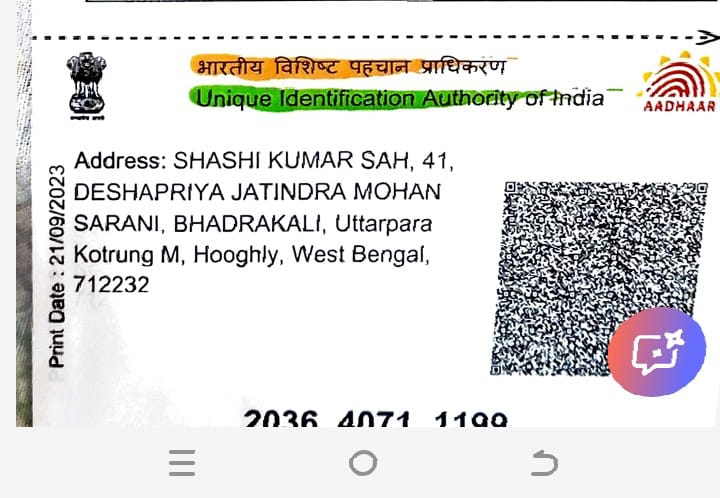 भारतीय विशिष्ट पहचान प्राधिकरण
Unique Identification Authority of India
AADHAAR
Address: SHASHI KUMAR SAH, 41,
DESHAPRIYA JATINDRA MOHAN
SARANI, BHADRAKALI, Uttarpara
Kotrung M, Hooghly, West Bengal,
712232
Print Date : 21/09/2023
2036 4071 1199